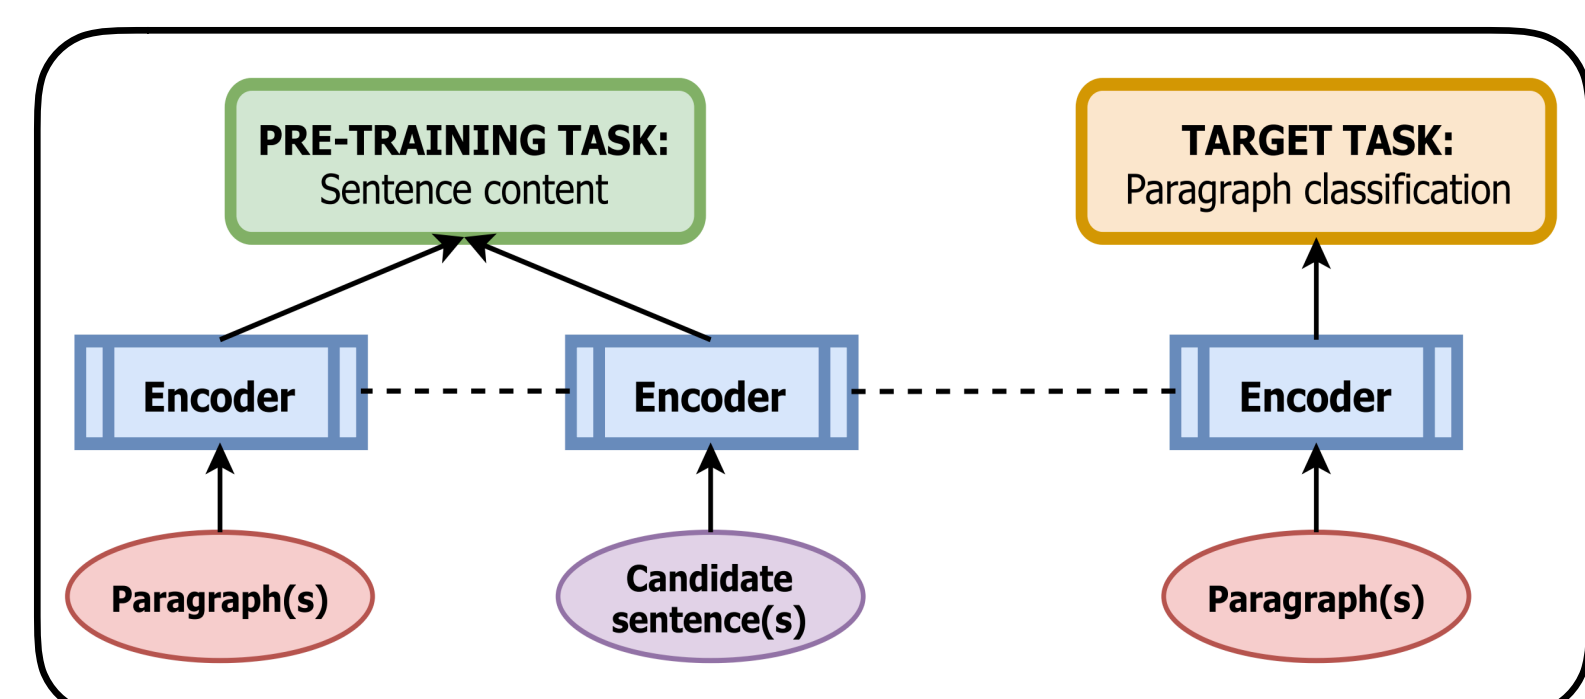 PRE-TRAINING TASK:
Sentence content
TARGET TASK:
Paragraph classification
Encoder
Encoder
Encoder
Paragraph(s)
Candidate
sentence(s)
Paragraph(s)